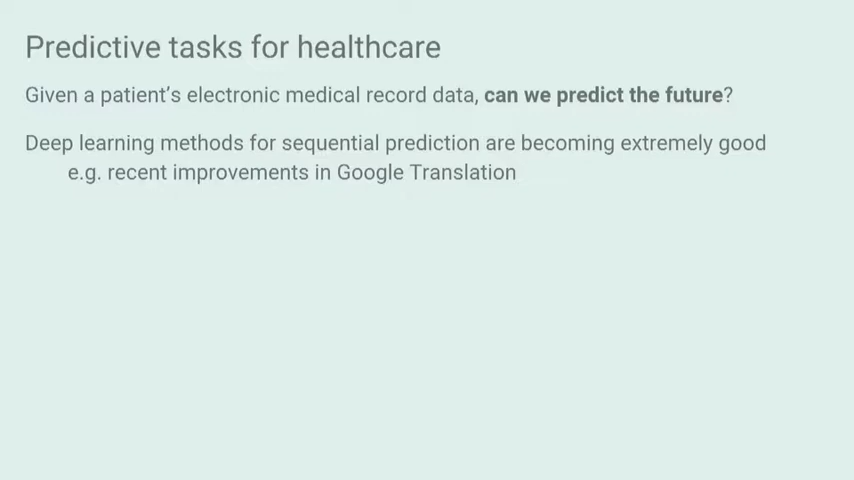 Predictive tasks for healthcare
Given a patient's electronic medical record data, can we predict the future?
Deep learning methods for sequential prediction are becoming extremely good
e.g. recent improvements in Google Translation